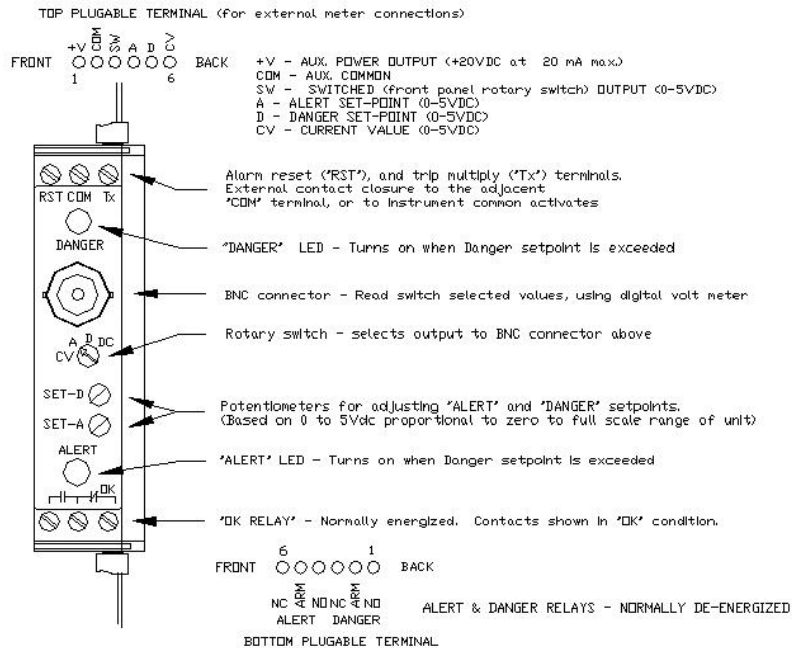 TOP PLUGABLE TERMINAL (for external meter connections)
+V COM SW A D CV
FRONT BACK
1 6
+V - AUX. POWER OUTPUT (+20VDC at 20 mA max.)
COM - AUX. COMMON
SW - SWITCHED (front panel rotary switch) OUTPUT (0-5VDC)
A - ALERT SET-POINT (0-5VDC)
D - DANGER SET-POINT (0-5VDC)
CV - CURRENT VALUE (0-5VDC)
Alarm reset ("RST"), and trip multiply ("Tx") terminals.
External contact closure to the adjacent
"COM" terminal, or to instrument common activates
RST COM Tx
DANGER
"DANGER" LED - Turns on when Danger setpoint is exceeded
BNC connector - Read switch selected values, using digital volt meter
Rotary switch - selects output to BNC connector above
A D DC
CV
SET-D
SET-A
Potentiometers for adjusting "ALERT" and "DANGER" setpoints.
(Based on 0 to 5Vdc proportional to zero to full scale range of unit)
ALERT
"ALERT" LED - Turns on when Danger setpoint is exceeded
OK
"OK RELAY" - Normally energized. Contacts shown in "OK" condition.
6 1
FRONT BACK
NC ARM NO NC ARM NO
ALERT DANGER
ALERT & DANGER RELAYS - NORMALLY DE-ENERGIZED
BOTTOM PLUGABLE TERMINAL